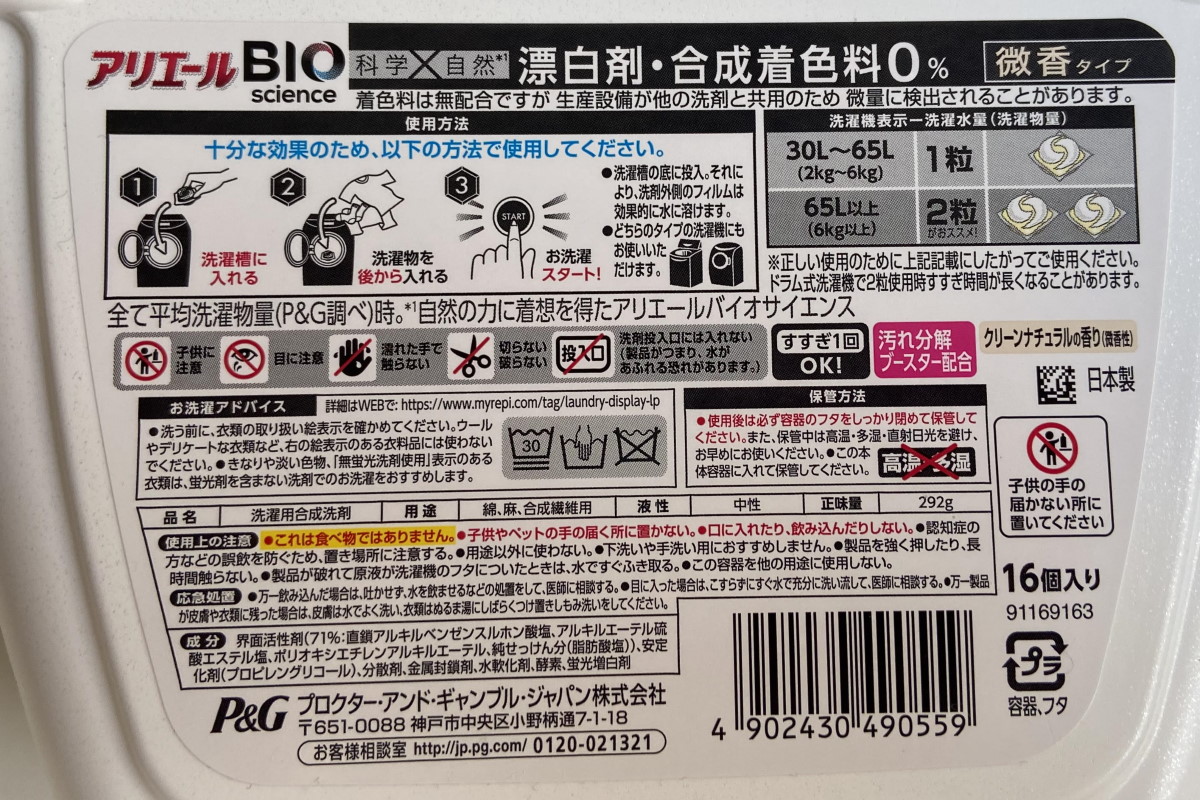 アリエール BIO science 科学×自然*1 漂白剤・合成着色料0% 微香タイプ
着色料は無配合ですが 生産設備が他の洗剤と共用のため 微量に検出されることがあります。
使用方法
十分な効果のため、以下の方法で使用してください。
1
洗濯槽に
入れる
2
洗濯物を
後から入れる
3
START
お洗濯
スタート!
●洗濯槽の底に投入。それに
より、洗剤外側のフィルムは
効果的に水に溶けます。
●どちらのタイプの洗濯機にも
お使いいた
だけます。
洗濯機表示ー洗濯水量(洗濯物量)
30L~65L
(2kg~6kg)
1粒
65L以上
(6kg以上)
2粒
がおススメ!
※正しい使用のために上記記載にしたがってご使用ください。
ドラム式洗濯機で2粒使用時すすぎ時間が長くなることがあります。
全て平均洗濯物量(P&G調べ)時。*1自然の力に着想を得たアリエールバイオサイエンス
子供に
注意
目に注意
濡れた手で
触らない
切らない
破らない
投入口
洗剤投入口には入れない
(製品がつまり、水が
あふれる恐れがあります。)
すすぎ1回
OK!
汚れ分解
ブースター配合
クリーンナチュラルの香り(微香性)
日本製
お洗濯アドバイス
詳細はWEBで: https://www.myrepi.com/tag/laundry-display-lp
●洗う前に、衣類の取り扱い絵表示を確かめてください。ウール
やデリケートな衣類など、右の絵表示のある衣料品には使わない
でください。●きなりや淡い色物、「無蛍光洗剤使用」表示のある
衣類は、蛍光剤を含まない洗剤でのお洗濯をおすすめします。
30
保管方法
●使用後は必ず容器のフタをしっかり閉めて保管して
ください。また、保管中は高温・多湿・直射日光を避け、
お早めにお使いください。●この本
体容器に入れて保管してください。
高温 多湿
子供の手の
届かない所に
置いてください
品名 洗濯用合成洗剤 用途 綿、麻、合成繊維用 液性 中性 正味量 292g
使用上の注意 ●これは食べ物ではありません。●子供やペットの手の届く所に置かない。●口に入れたり、飲み込んだりしない。●認知症の
方などの誤飲を防ぐため、置き場所に注意する。●用途以外に使わない。●下洗いや手洗い用におすすめしません。●製品を強く押したり、長
時間触らない。●製品が破れて原液が洗濯機のフタについたときは、水ですぐふき取る。●この容器を他の用途に使用しない。
応急処置 ●万一飲み込んだ場合は、吐かせず、水を飲ませるなどの処置をして、医師に相談する。●目に入った場合は、こすらずにすぐ水で充分に洗い流して、医師に相談する。●万一製品
が皮膚や衣類に残った場合は、皮膚は水でよく洗い、衣類はぬるま湯にしばらくつけ置きしもみ洗いをしてください。
成分 界面活性剤(71%:直鎖アルキルベンゼンスルホン酸塩、アルキルエーテル硫
酸エステル塩、ポリオキシエチレンアルキルエーテル、純せっけん分(脂肪酸塩))、安定
化剤(プロピレングリコール)、分散剤、金属封鎖剤、水軟化剤、酵素、蛍光増白剤
16個入り
91169163
プラ
容器、フタ
P&G プロクター・アンド・ギャンブル・ジャパン株式会社
〒651-0088 神戸市中央区小野柄通7-1-18
お客様相談室 http://jp.pg.com/ 0120-021321
4 902430 490559